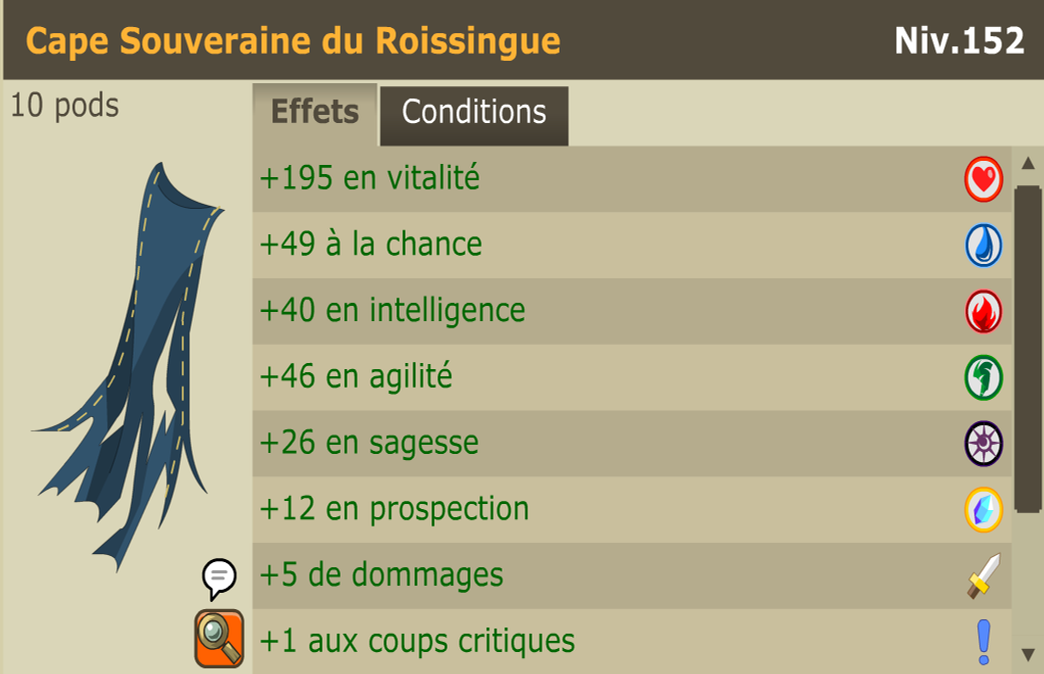 Cape Souveraine du Roissingue
Niv.152
10 pods
Effets
Conditions
+195 en vitalité
+49 à la chance
+40 en intelligence
+46 en agilité
+26 en sagesse
+12 en prospection
+5 de dommages
+1 aux coups critiques